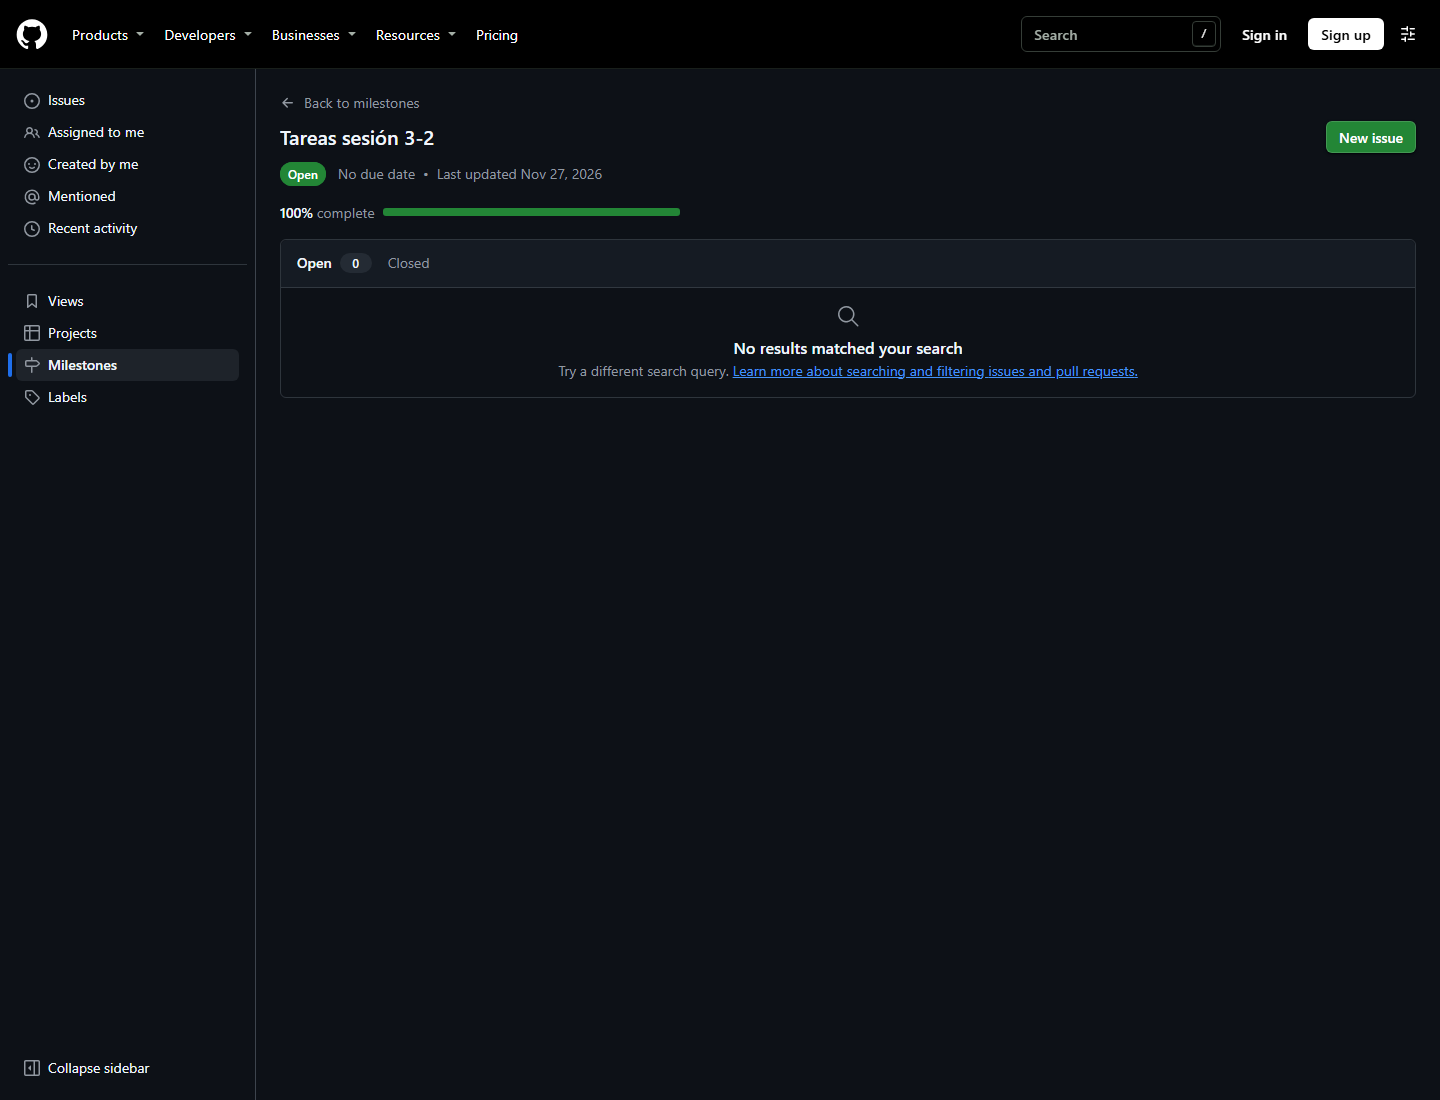 Products Developers Businesses Resources Pricing Search / Sign in Sign up
Issues
Assigned to me
Created by me
Mentioned
Recent activity
Views
Projects
Milestones
Labels
Collapse sidebar
Back to milestones
Tareas sesión 3-2
New issue
Open No due date • Last updated Nov 27, 2026
100% complete
Open 0 Closed
No results matched your search
Try a different search query. Learn more about searching and filtering issues and pull requests.